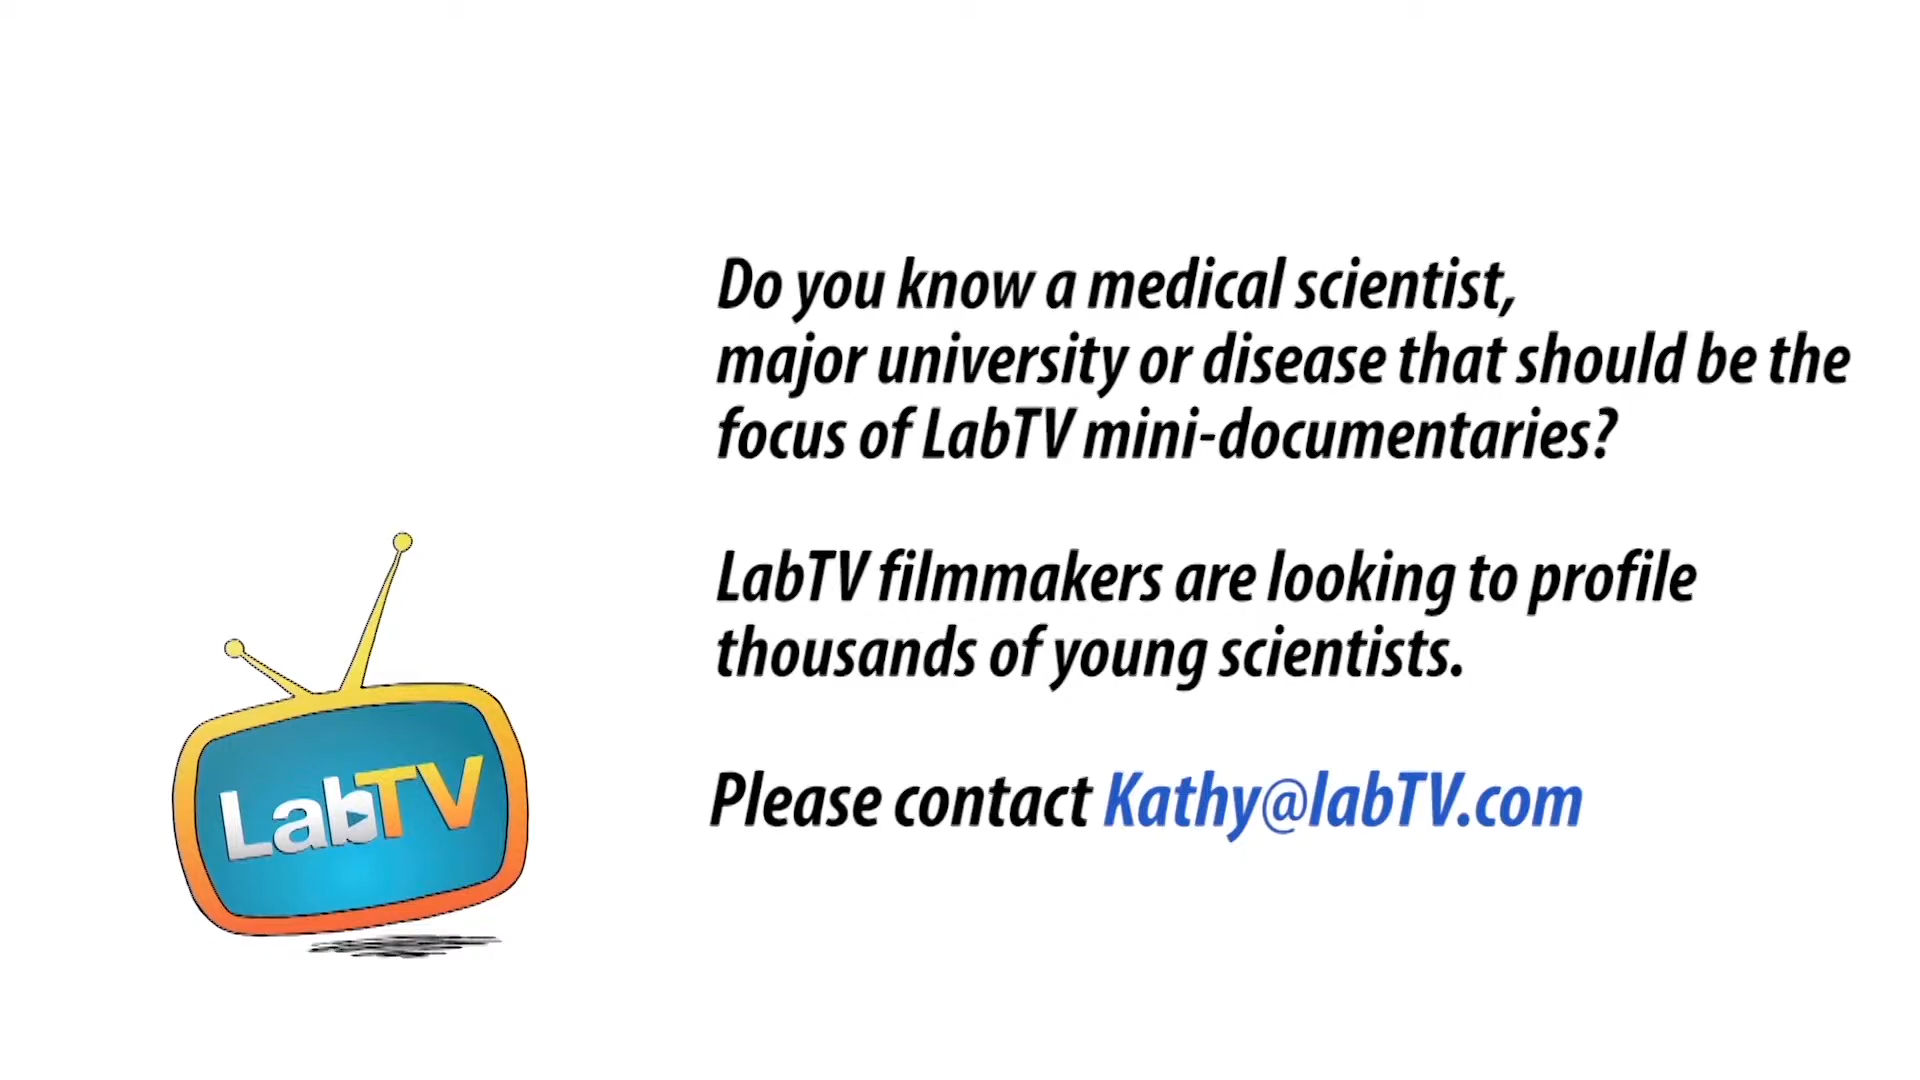 Do you know a medical scientist,
major university or disease that should be the
focus of LabTV mini-documentaries?
LabTV filmmakers are looking to profile
thousands of young scientists.
Please contact Kathy@labTV.com
LabTV